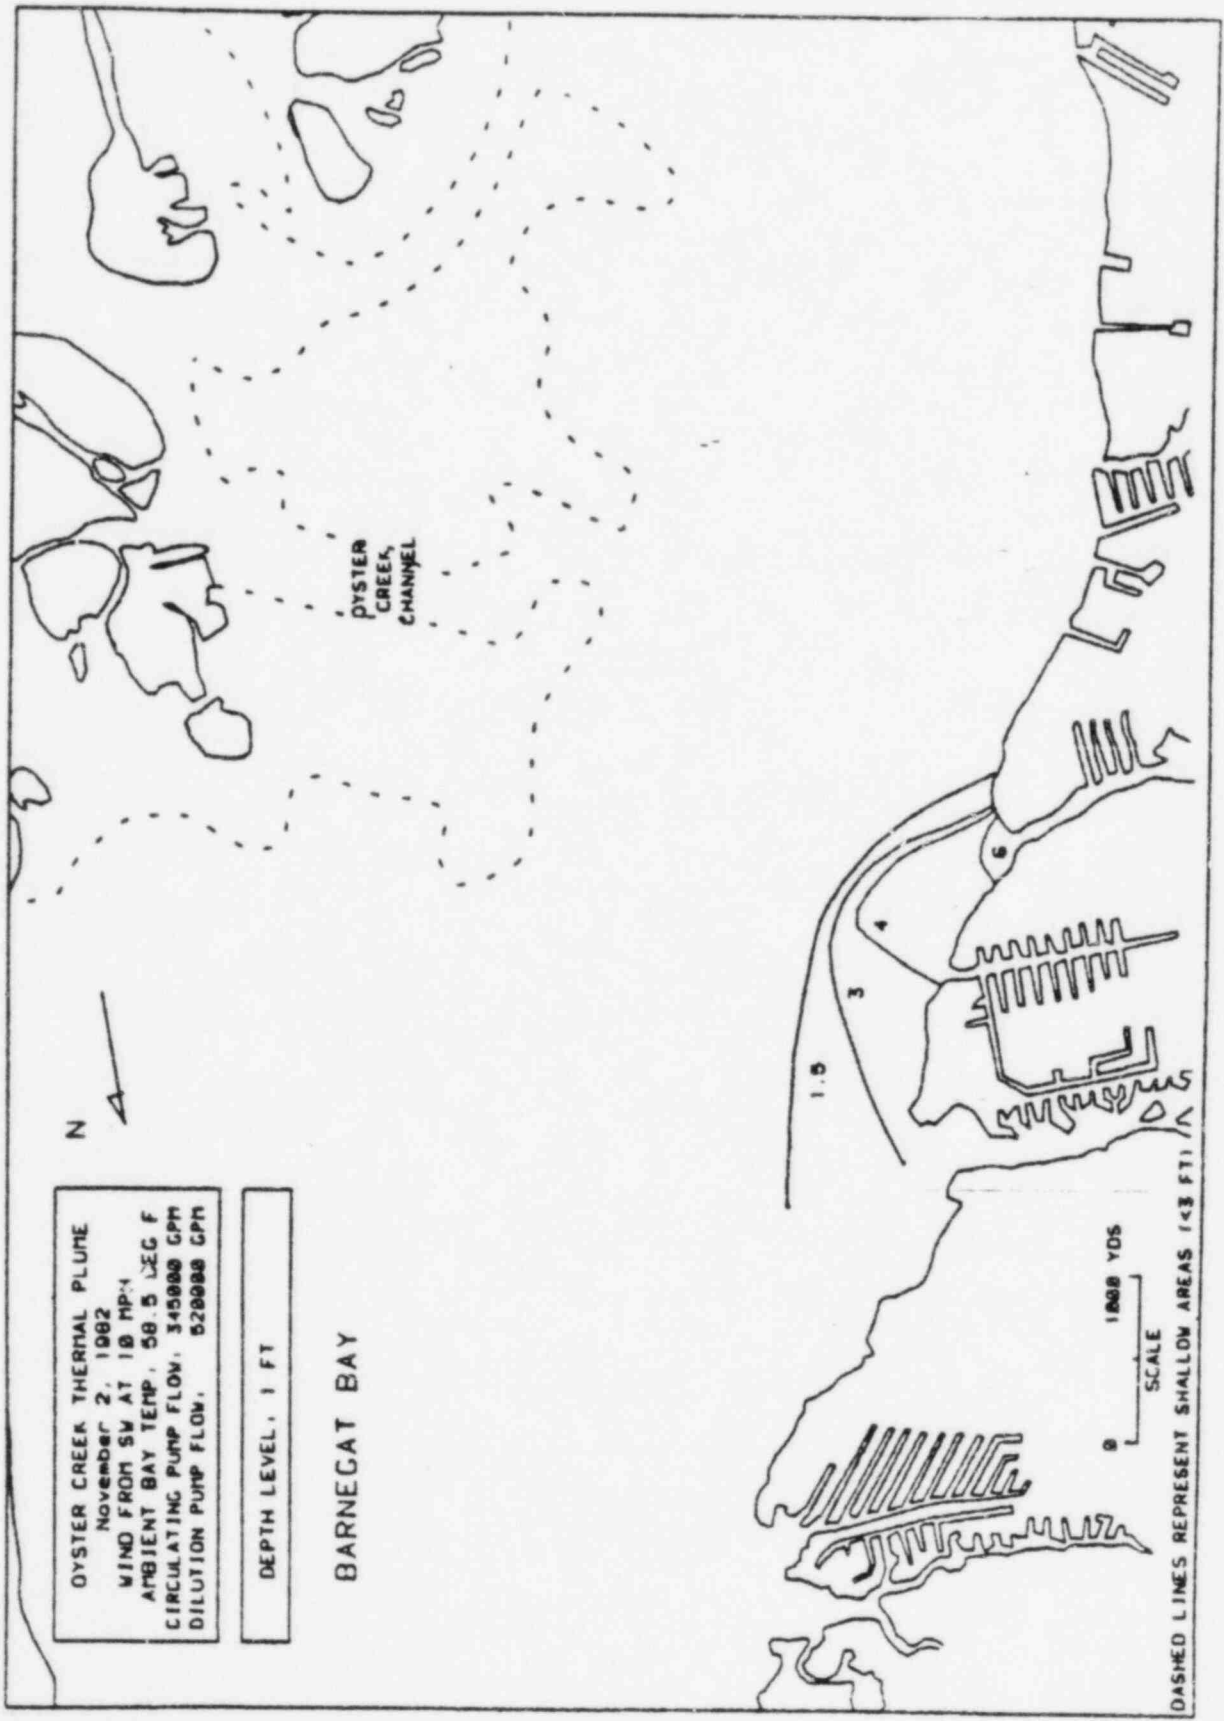 OYSTER CREEK THERMAL PLUME
November 2, 1982
WIND FROM SW AT 10 MPH
AMBIENT BAY TEMP, 58.5 DEG F
CIRCULATING PUMP FLOW, 345000 GPM
DILUTION PUMP FLOW, 520000 GPM
DEPTH LEVEL, 1 FT
N
BARNEGAT BAY
OYSTER
CREEK,
CHANNEL
1.5
3
4
6
0 1000 YDS
SCALE
DASHED LINES REPRESENT SHALLOW AREAS (<3 FT)